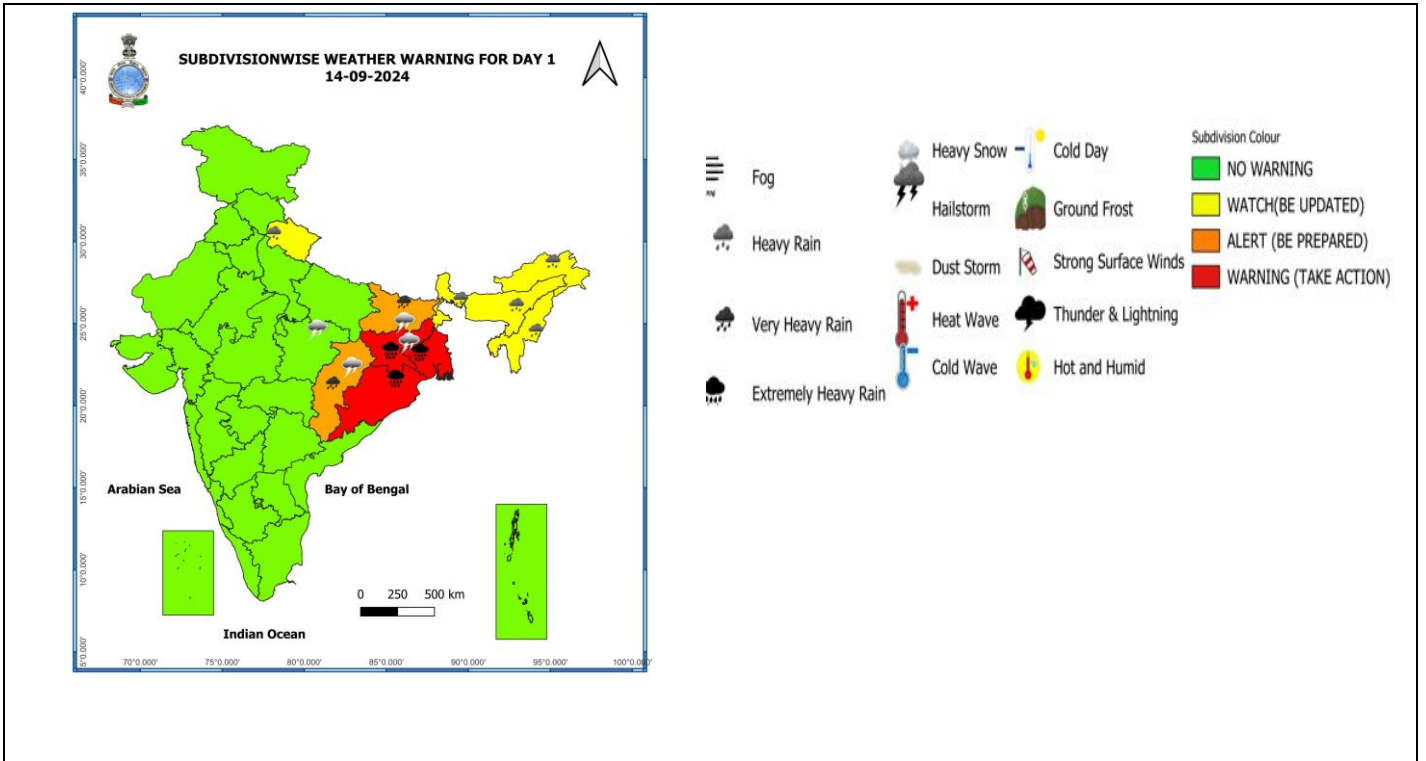 SUBDIVISIONWISE WEATHER WARNING FOR DAY 1
14-09-2024
40°0.000'
35°0.000'
30°0.000'
25°0.000'
20°0.000'
15°0.000'
10°0.000'
5°0.000'
Arabian Sea
Bay of Bengal
0 250 500 km
Indian Ocean
70°0.000' 75°0.000' 80°0.000' 85°0.000' 90°0.000' 95°0.000' 100°0.000'
Fog
Heavy Rain
Very Heavy Rain
Extremely Heavy Rain
Heavy Snow
Hailstorm
Dust Storm
Heat Wave
Cold Wave
Cold Day
Ground Frost
Strong Surface Winds
Thunder & Lightning
Hot and Humid
Subdivision Colour
NO WARNING
WATCH(BE UPDATED)
ALERT (BE PREPARED)
WARNING (TAKE ACTION)